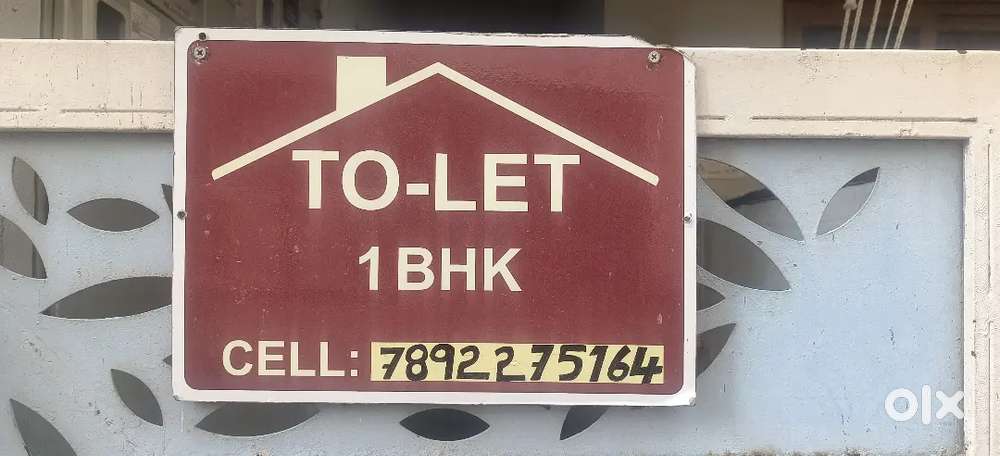 TO-LET
1 BHK
CELL: 7892275164
olx